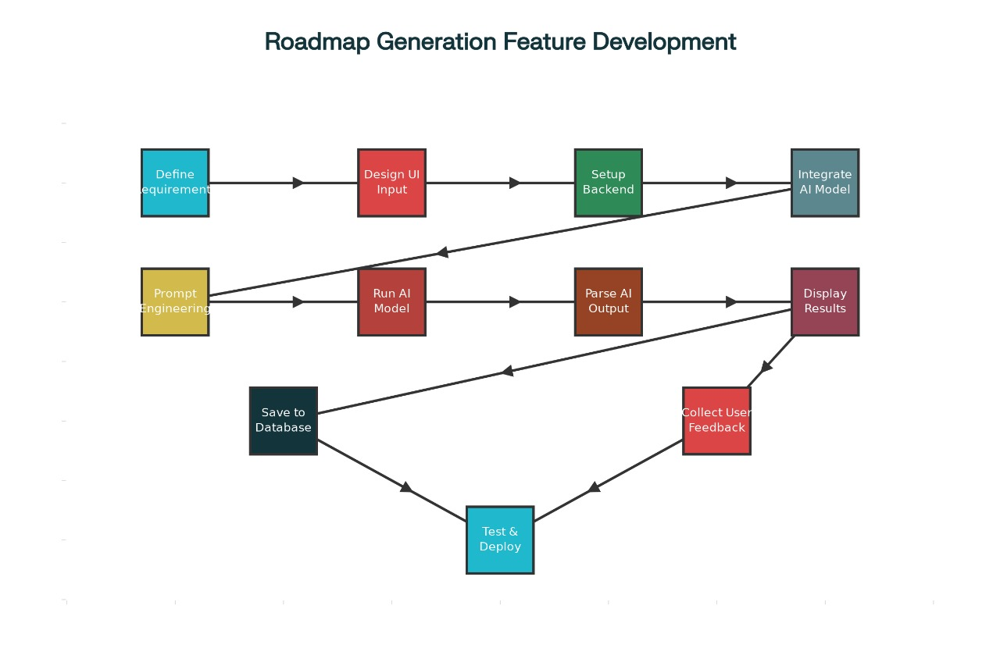 Roadmap Generation Feature Development
Define
equirement
Design UI
Input
Setup
Backend
Integrate
AI Model
Prompt
Engineering
Run AI
Model
Parse AI
Output
Display
Results
Save to
Database
Collect User
Feedback
Test &
Deploy